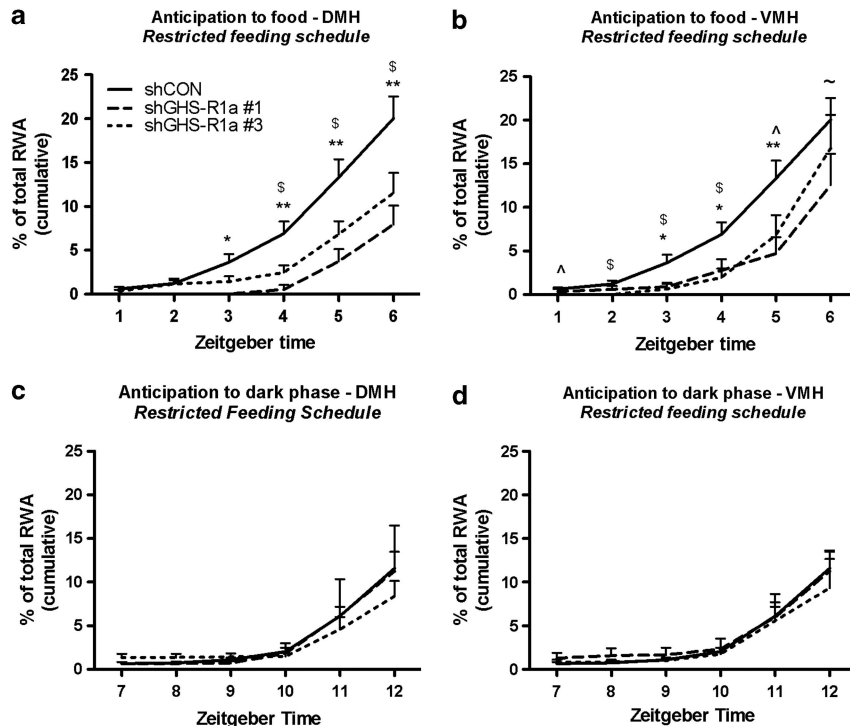 a
Anticipation to food - DMH
Restricted feeding schedule
% of total RWA
(cumulative)
25
20
15
10
5
0
shCON
shGHS-R1a #1
shGHS-R1a #3
*
$
**
$
**
$
**
1 2 3 4 5 6
Zeitgeber time
b
Anticipation to food - VMH
Restricted feeding schedule
% of total RWA
(cumulative)
25
20
15
10
5
0
^
$
$
*
$
*
^
**
~
1 2 3 4 5 6
Zeitgeber time
c
Anticipation to dark phase - DMH
Restricted Feeding Schedule
% of total RWA
(cumulative)
25
20
15
10
5
0
7 8 9 10 11 12
Zeitgeber Time
d
Anticipation to dark phase - VMH
Restricted feeding schedule
% of total RWA
(cumulative)
25
20
15
10
5
0
7 8 9 10 11 12
Zeitgeber Time